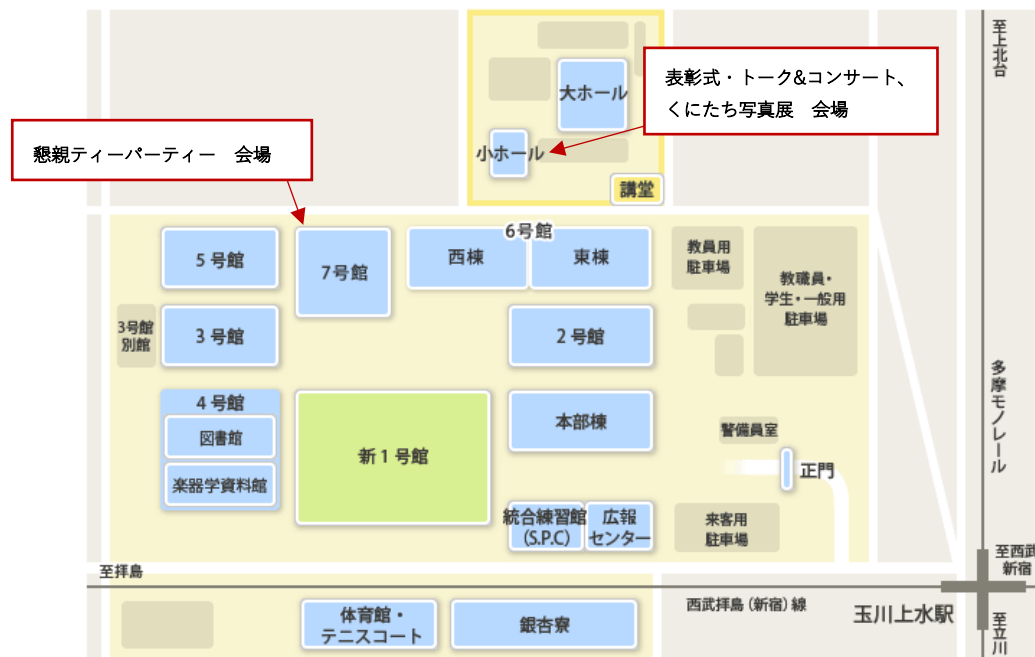 至上北台
表彰式・トーク&コンサート、
くにたち写真展　会場
大ホール
小ホール
講堂
懇親ティーパーティー　会場
6号館
西棟
東棟
5号館
7号館
教員用
駐車場
教職員・
学生・一般用
駐車場
3号館
別館
3号館
2号館
多摩モノレール
4号館
図書館
楽器学資料館
新1号館
本部棟
警備員室
正門
統合練習館
(S.P.C)
広報
センター
来客用
駐車場
至西武
新宿
至拝島
西武拝島(新宿)線
玉川上水駅
至立川
体育館・
テニスコート
銀杏寮